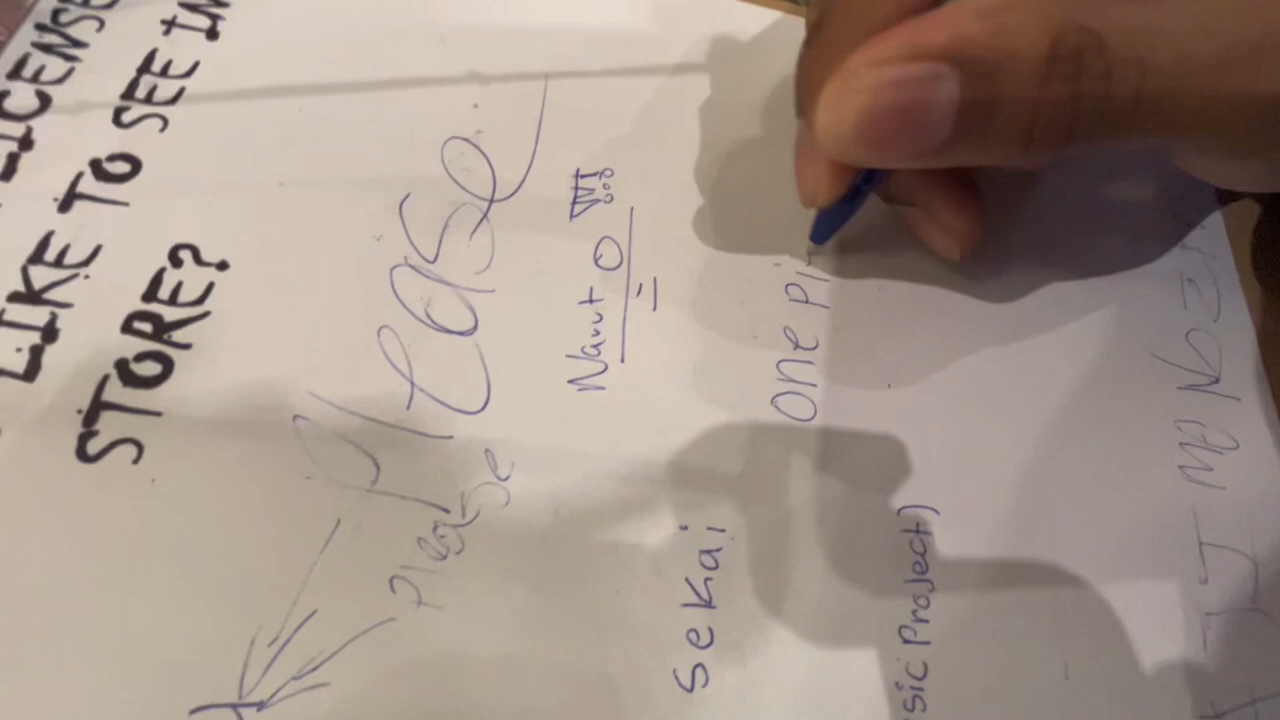 LICENSE
LIKE TO SEE IN
STORE?
Please
Please
Naruto !!!
Sekai
one pi
sic Project)